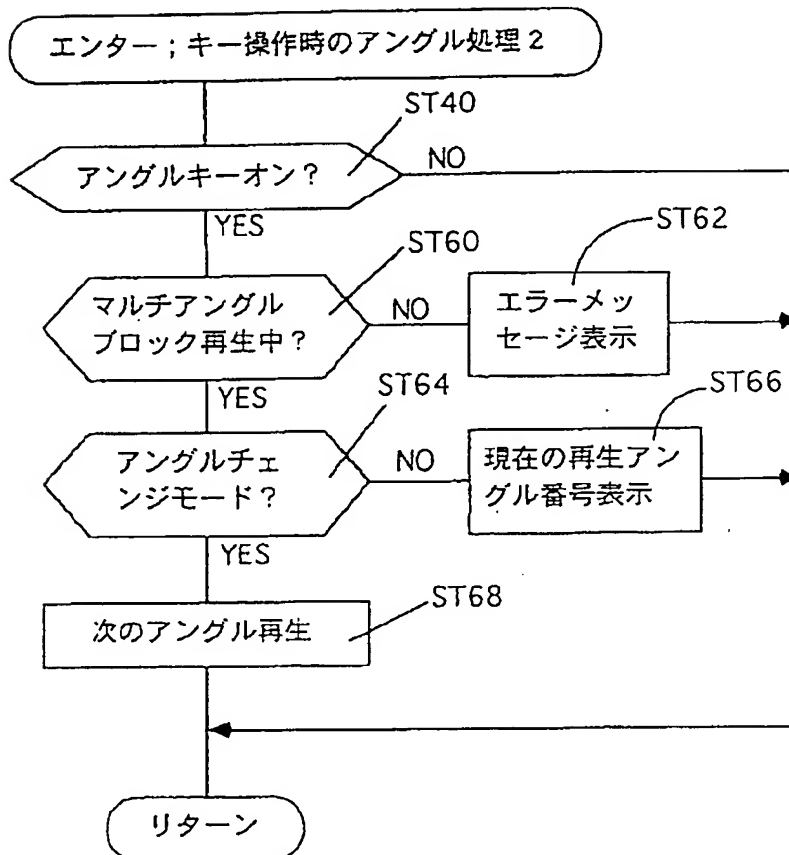 エンター；キー操作時のアングル処理2
ST40
アングルキーオン？
NO
YES
ST60
ST62
マルチアングル
ブロック再生中？
NO
エラーメッ
セージ表示
YES
ST64
ST66
アングルチェ
ンジモード？
NO
現在の再生アン
グル番号表示
YES
ST68
次のアングル再生
リターン